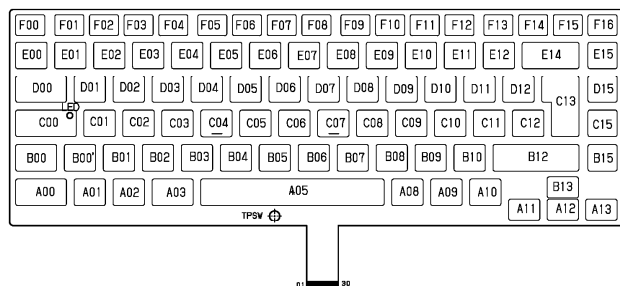 F00 F01 F02 F03 F04 F05 F06 F07 F08 F09 F10 F11 F12 F13 F14 F15 F16
E00 E01 E02 E03 E04 E05 E06 E07 E08 E09 E10 E11 E12 E14 E15
D00 D01 D02 D03 D04 D05 D06 D07 D08 D09 D10 D11 D12 C13 D15
LED
C00 C01 C02 C03 C04 C05 C06 C07 C08 C09 C10 C11 C12 C15
B00 B00' B01 B02 B03 B04 B05 B06 B07 B08 B09 B10 B12 B15
A00 A01 A02 A03 A05 A08 A09 A10 B13
A11 A12 A13
TPSW
01 30